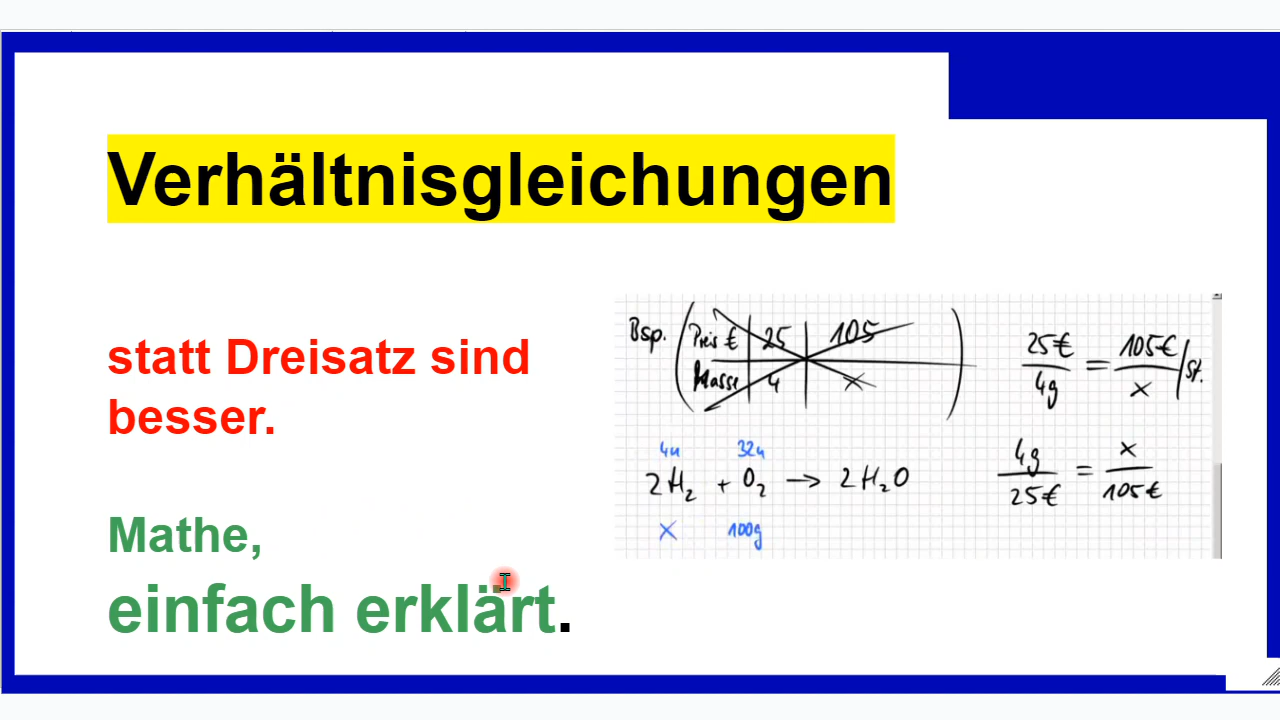 Verhältnisgleichungen
statt Dreisatz sind
besser.
Mathe,
einfach erklärt.
Bsp. Preis € 25 105
Masse 4 x
25€ = 105€ /St.
4g x
4u 32u
2H₂ + O₂ → 2H₂O
x 100g
4g = x
25€ 105€